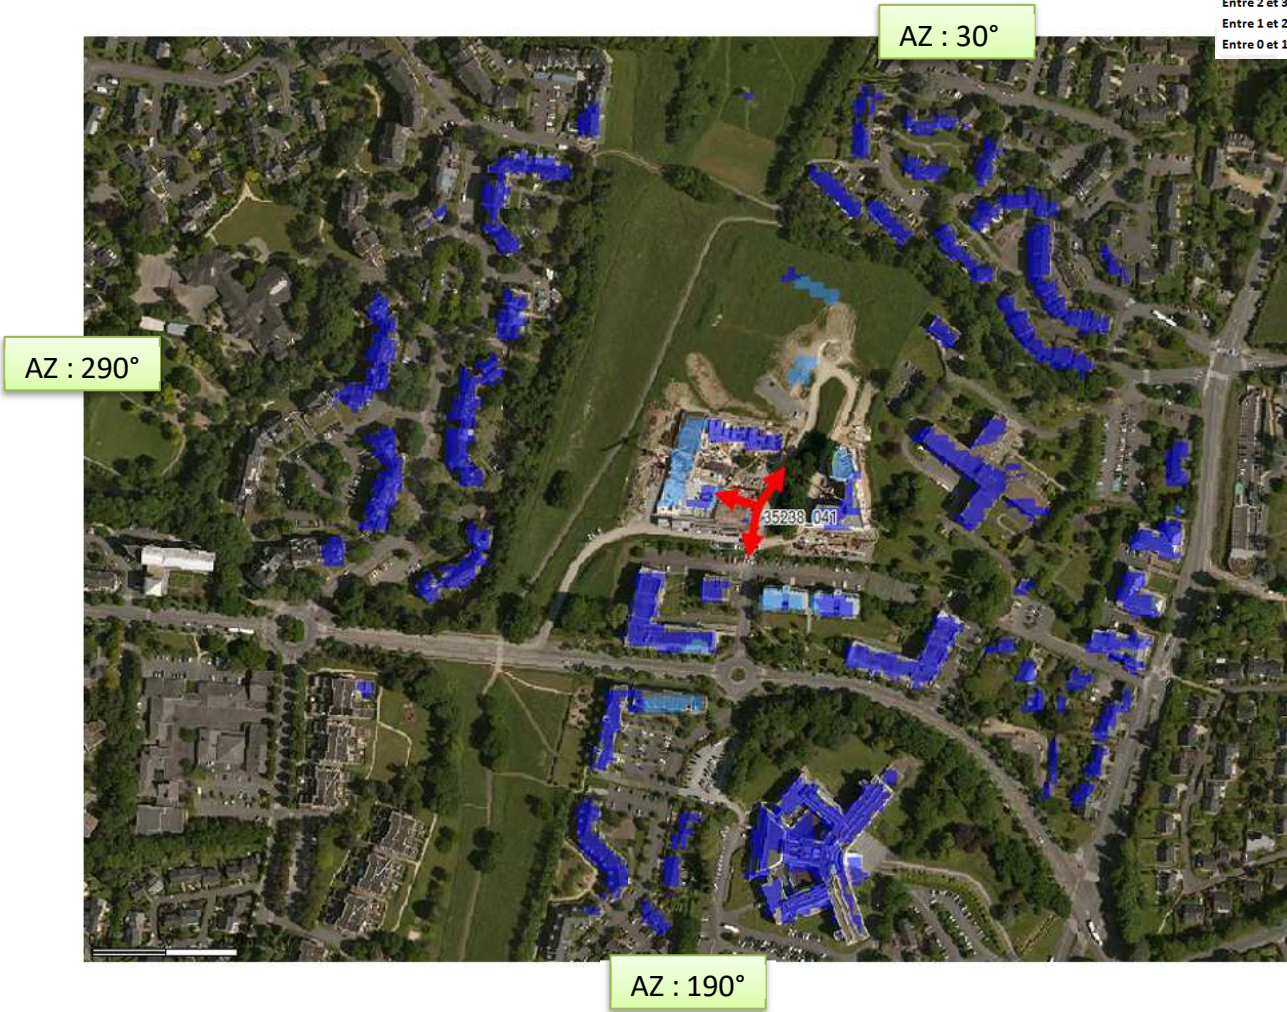 Entre 2 et 3
Entre 1 et 2
Entre 0 et 1
AZ : 30°
AZ : 290°
35238_041
AZ : 190°